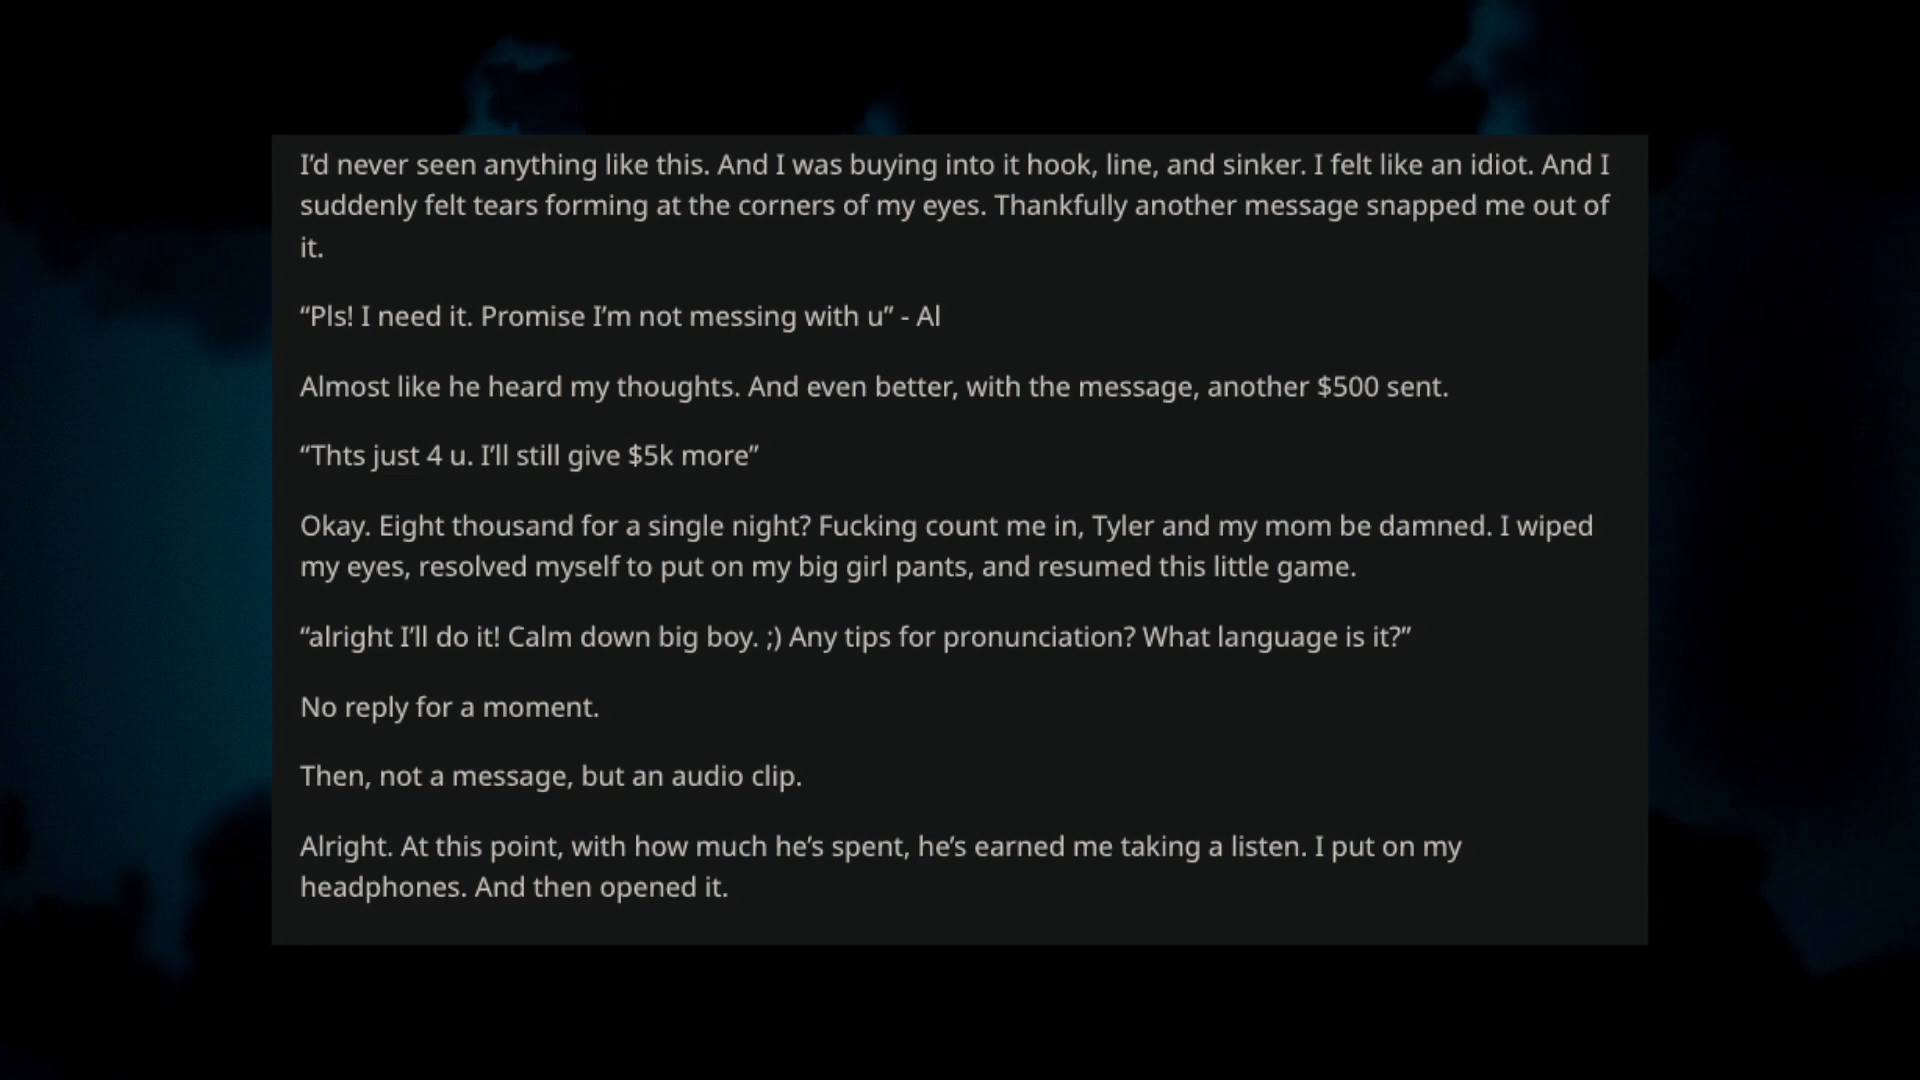 I’d never seen anything like this. And I was buying into it hook, line, and sinker. I felt like an idiot. And I
suddenly felt tears forming at the corners of my eyes. Thankfully another message snapped me out of
it.
“Pls! I need it. Promise I’m not messing with u” - Al
Almost like he heard my thoughts. And even better, with the message, another $500 sent.
“Thts just 4 u. I’ll still give $5k more”
Okay. Eight thousand for a single night? Fucking count me in, Tyler and my mom be damned. I wiped
my eyes, resolved myself to put on my big girl pants, and resumed this little game.
“alright I’ll do it! Calm down big boy. ;) Any tips for pronunciation? What language is it?”
No reply for a moment.
Then, not a message, but an audio clip.
Alright. At this point, with how much he’s spent, he’s earned me taking a listen. I put on my
headphones. And then opened it.